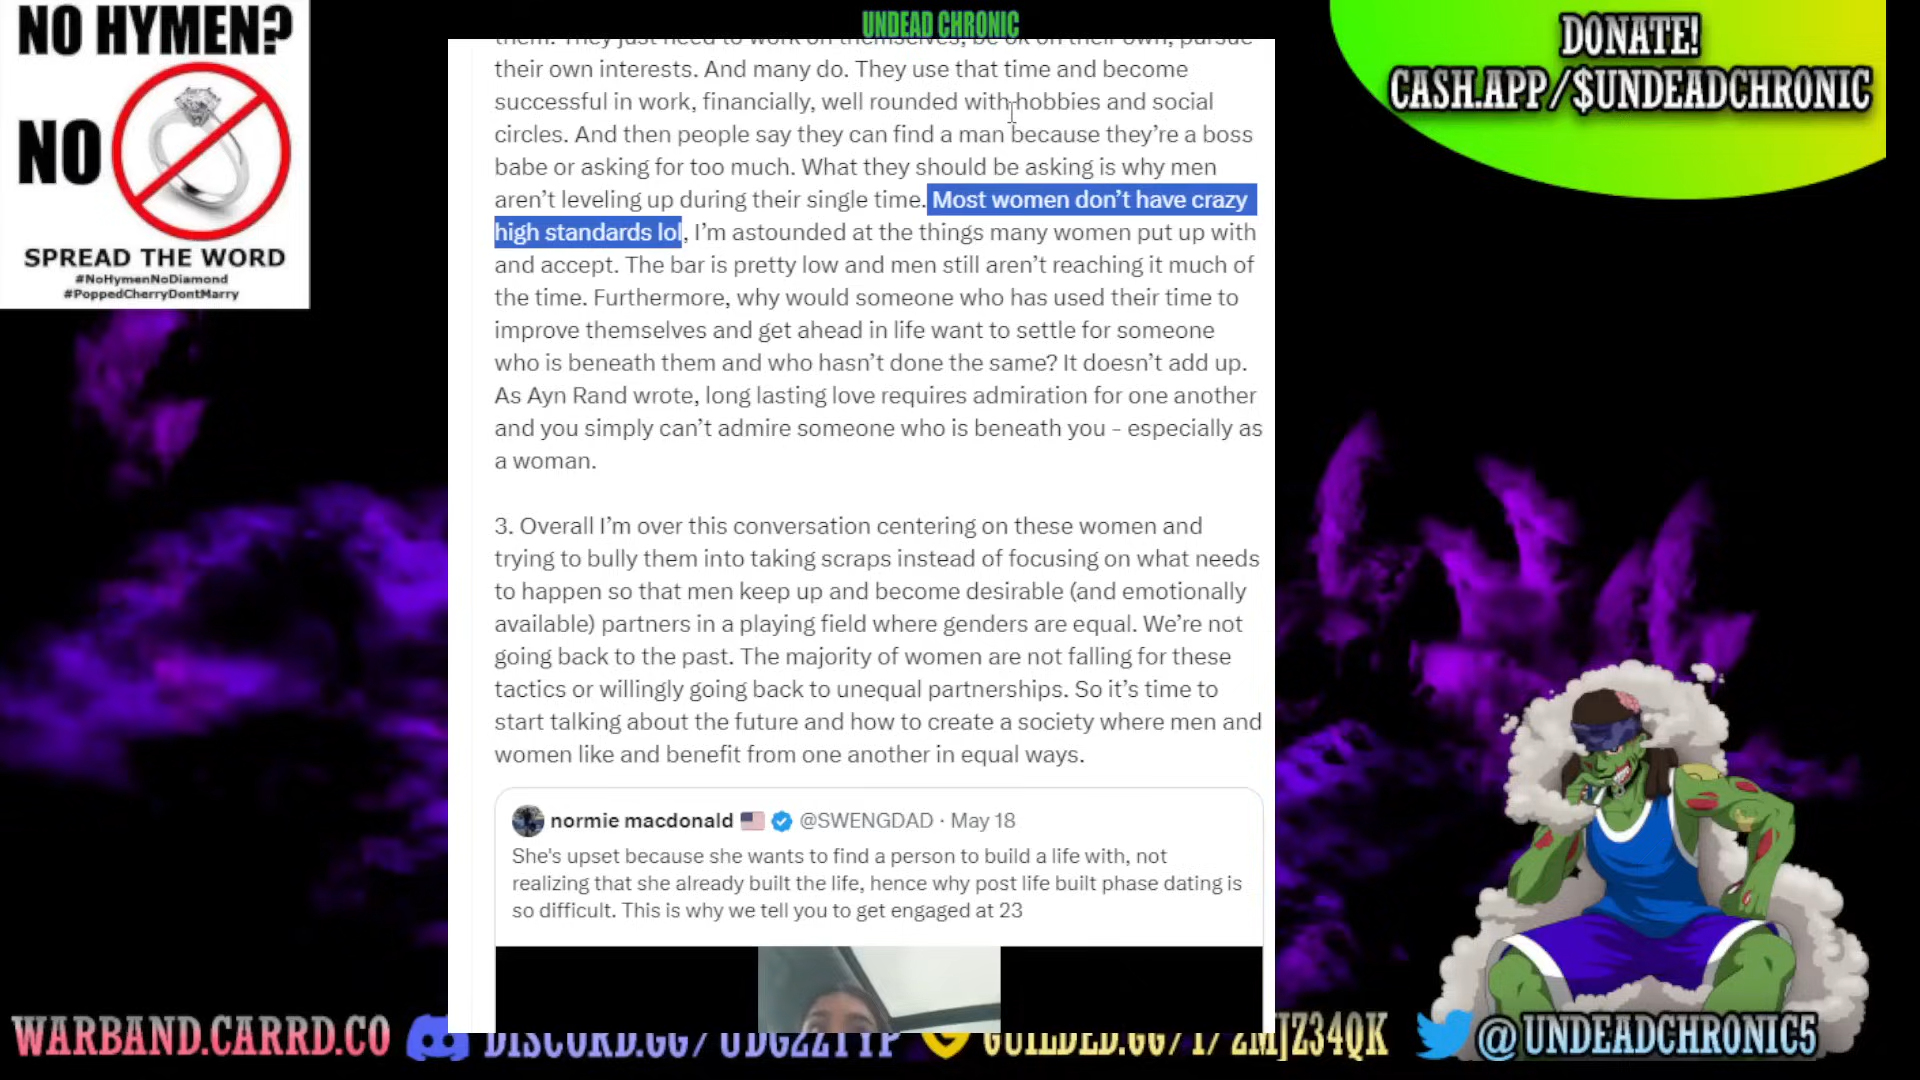 NO HYMEN?
NO
SPREAD THE WORD
#NoHymenNoDiamond
#PoppedCherryDontMarry
UNDEAD CHRONIC
DONATE!
CASH.APP/$UNDEADCHRONIC
them. They just need to work on themselves, be ok on their own, pursue
their own interests. And many do. They use that time and become
successful in work, financially, well rounded with hobbies and social
circles. And then people say they can find a man because they’re a boss
babe or asking for too much. What they should be asking is why men
aren’t leveling up during their single time. Most women don’t have crazy
high standards lol, I’m astounded at the things many women put up with
and accept. The bar is pretty low and men still aren’t reaching it much of
the time. Furthermore, why would someone who has used their time to
improve themselves and get ahead in life want to settle for someone
who is beneath them and who hasn’t done the same? It doesn’t add up.
As Ayn Rand wrote, long lasting love requires admiration for one another
and you simply can’t admire someone who is beneath you – especially as
a woman.
3. Overall I’m over this conversation centering on these women and
trying to bully them into taking scraps instead of focusing on what needs
to happen so that men keep up and become desirable (and emotionally
available) partners in a playing field where genders are equal. We’re not
going back to the past. The majority of women are not falling for these
tactics or willingly going back to unequal partnerships. So it’s time to
start talking about the future and how to create a society where men and
women like and benefit from one another in equal ways.
normie macdonald @SWENGDAD · May 18
She's upset because she wants to find a person to build a life with, not
realizing that she already built the life, hence why post life built phase dating is
so difficult. This is why we tell you to get engaged at 23
WARBAND.CARRD.CO
@UNDEADCHRONIC5